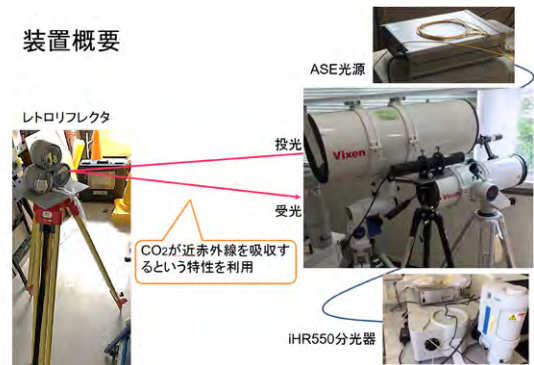 装置概要
ASE光源
レトロリフレクタ
投光
Vixen
Vixen
受光
CO2が近赤外線を吸収す
るという特性を利用
iHR550分光器